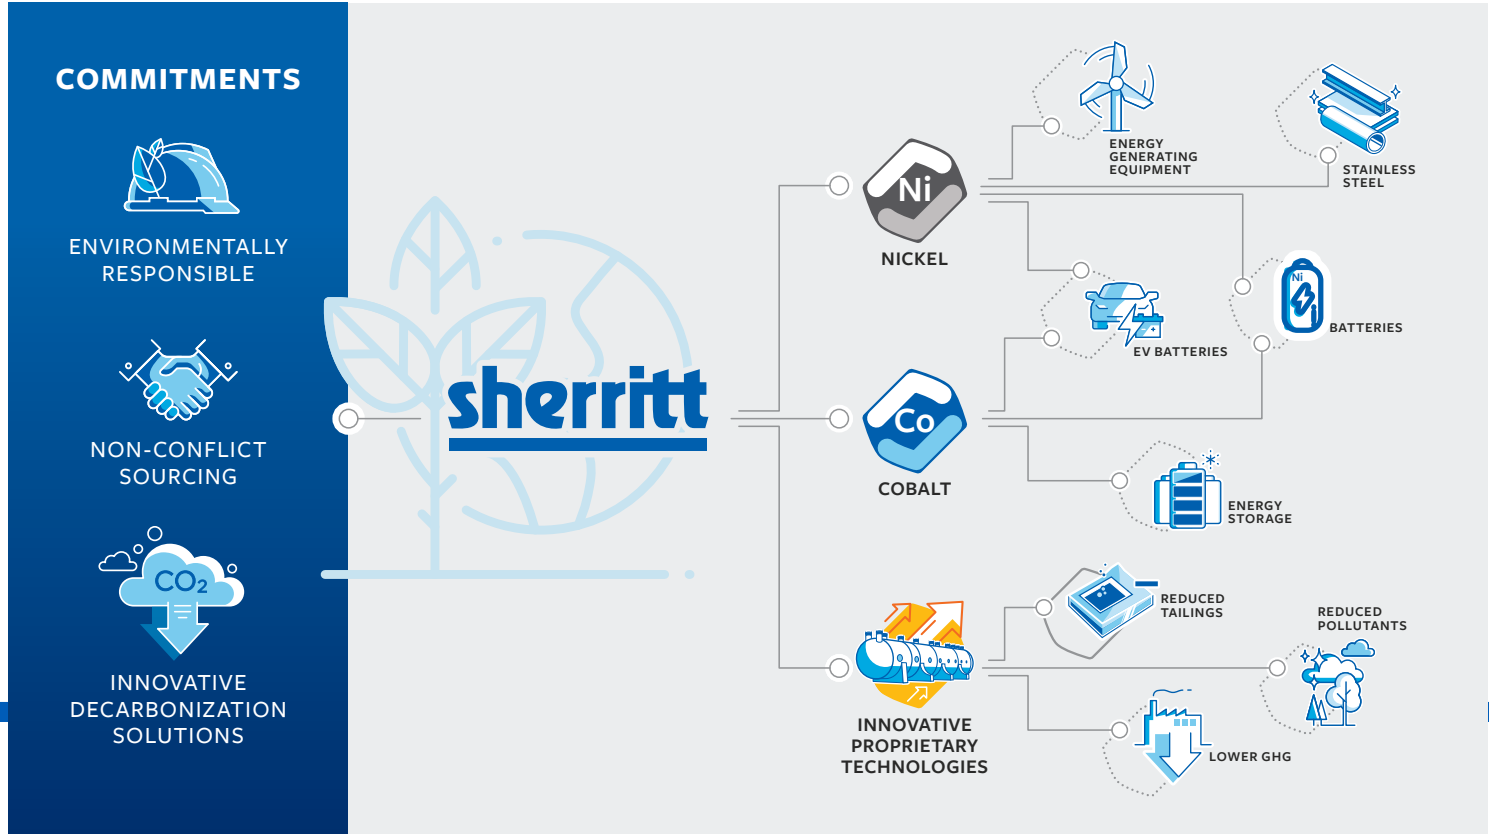 COMMITMENTS
ENVIRONMENTALLY
RESPONSIBLE
NON-CONFLICT
SOURCING
CO2
INNOVATIVE
DECARBONIZATION
SOLUTIONS
sherritt
Ni
NICKEL
ENERGY
GENERATING
EQUIPMENT
STAINLESS
STEEL
EV BATTERIES
Ni
BATTERIES
Co
COBALT
ENERGY
STORAGE
INNOVATIVE
PROPRIETARY
TECHNOLOGIES
REDUCED
TAILINGS
REDUCED
POLLUTANTS
LOWER GHG